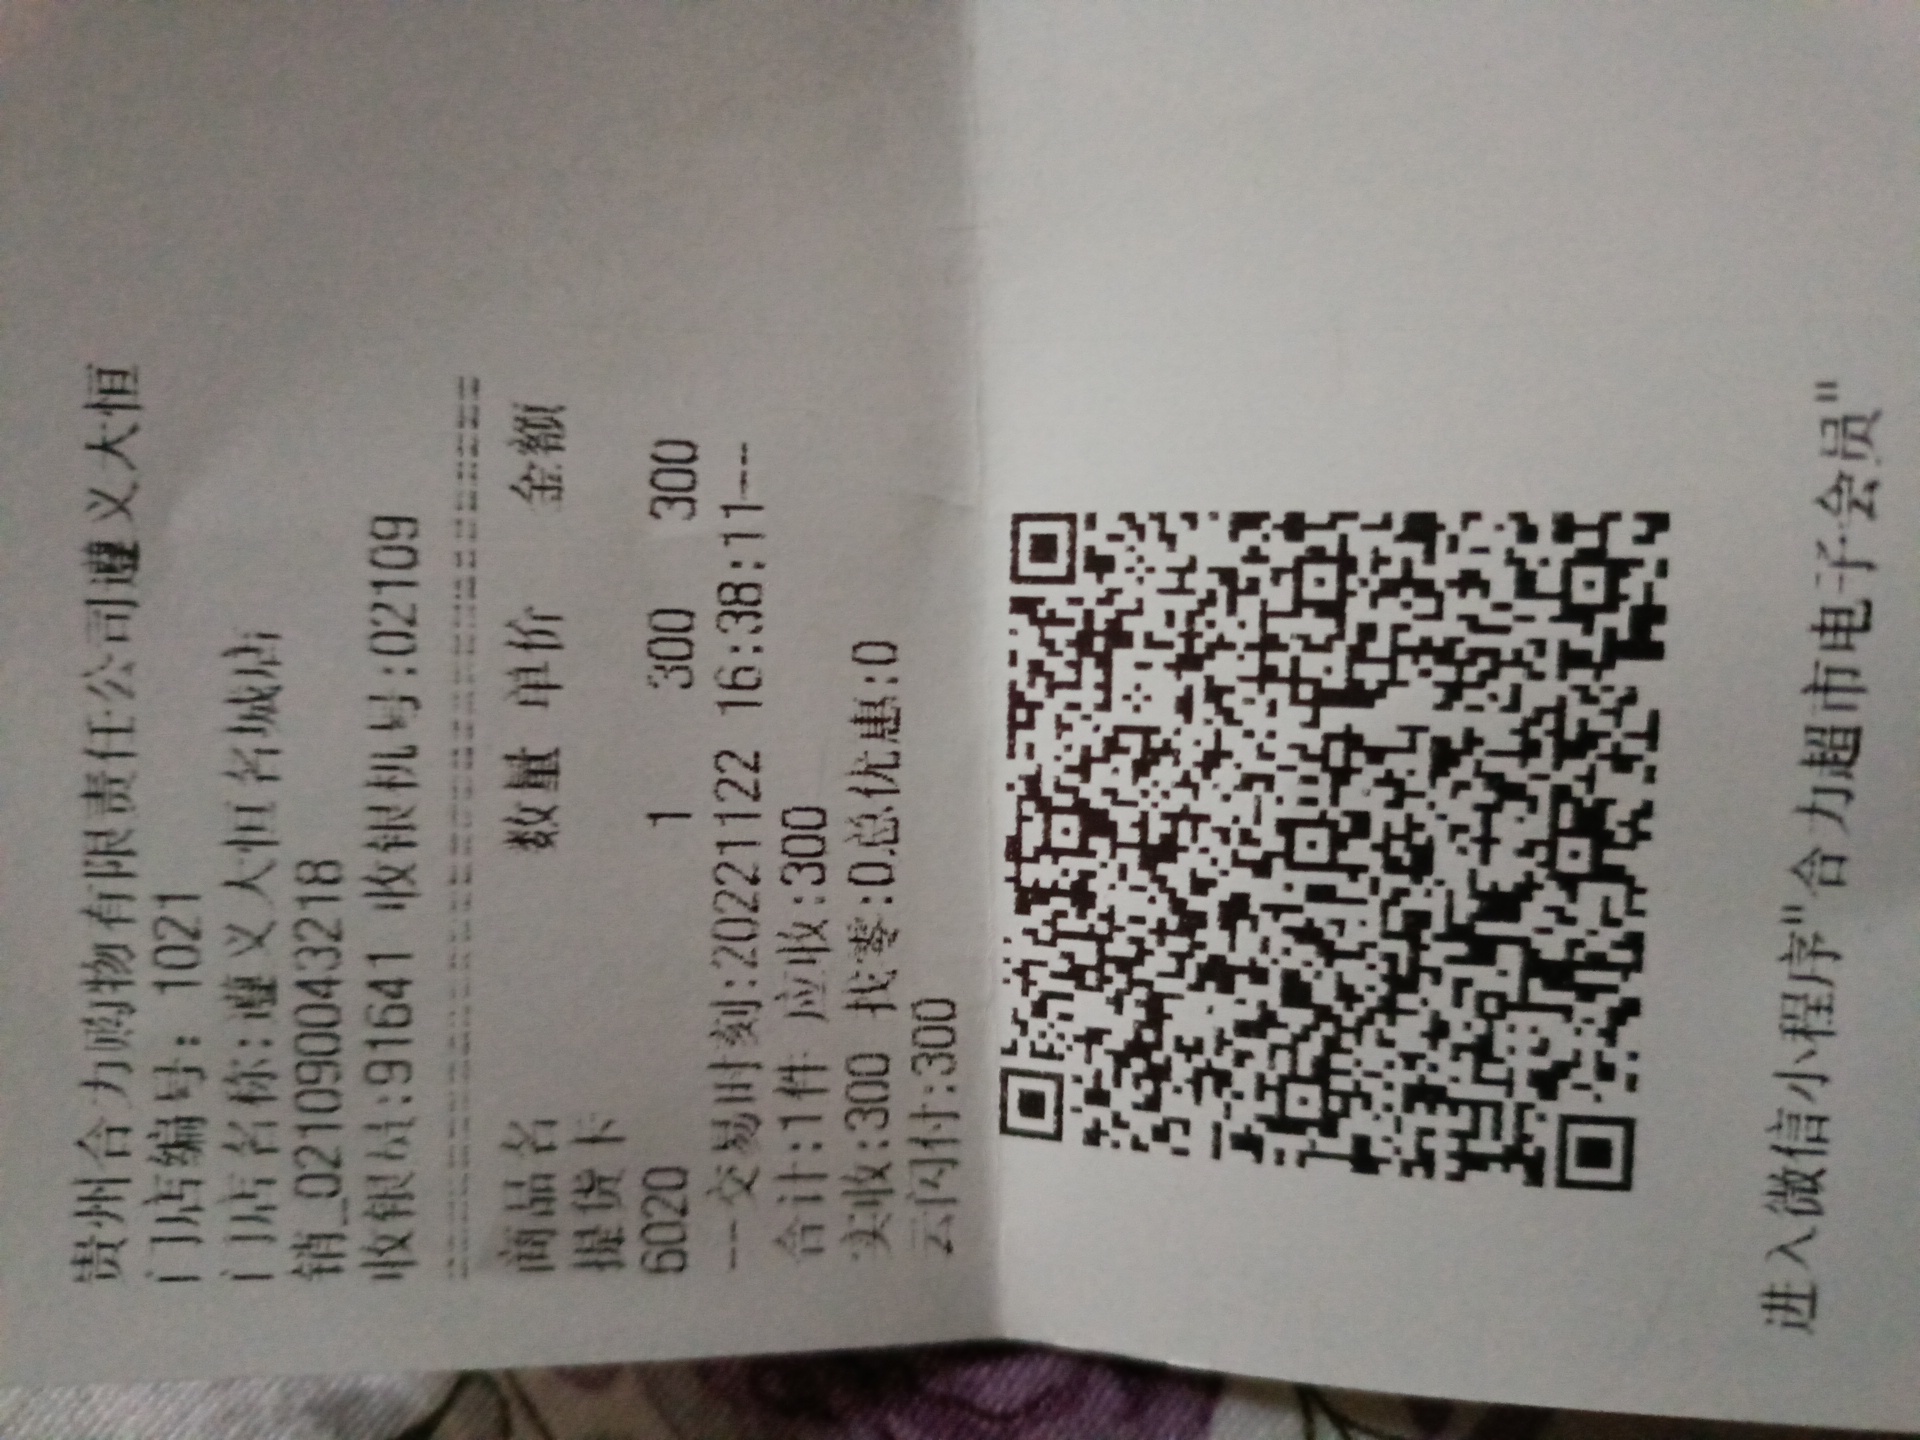 贵州合力购物有限责任公司遵义大恒
门店编号: 1021
门店名称:遵义大恒名城店
销_0210900043218
收银员:91641 收银机号:02109
商品名 数量 单价 金额
提货卡
6020 1 300 300
---交易时刻:20221122 16:38:11---
合计:1件 应收:300
实收:300 找零:0总优惠:0
云闪付:300
进入微信小程序"合力超市电子会员"